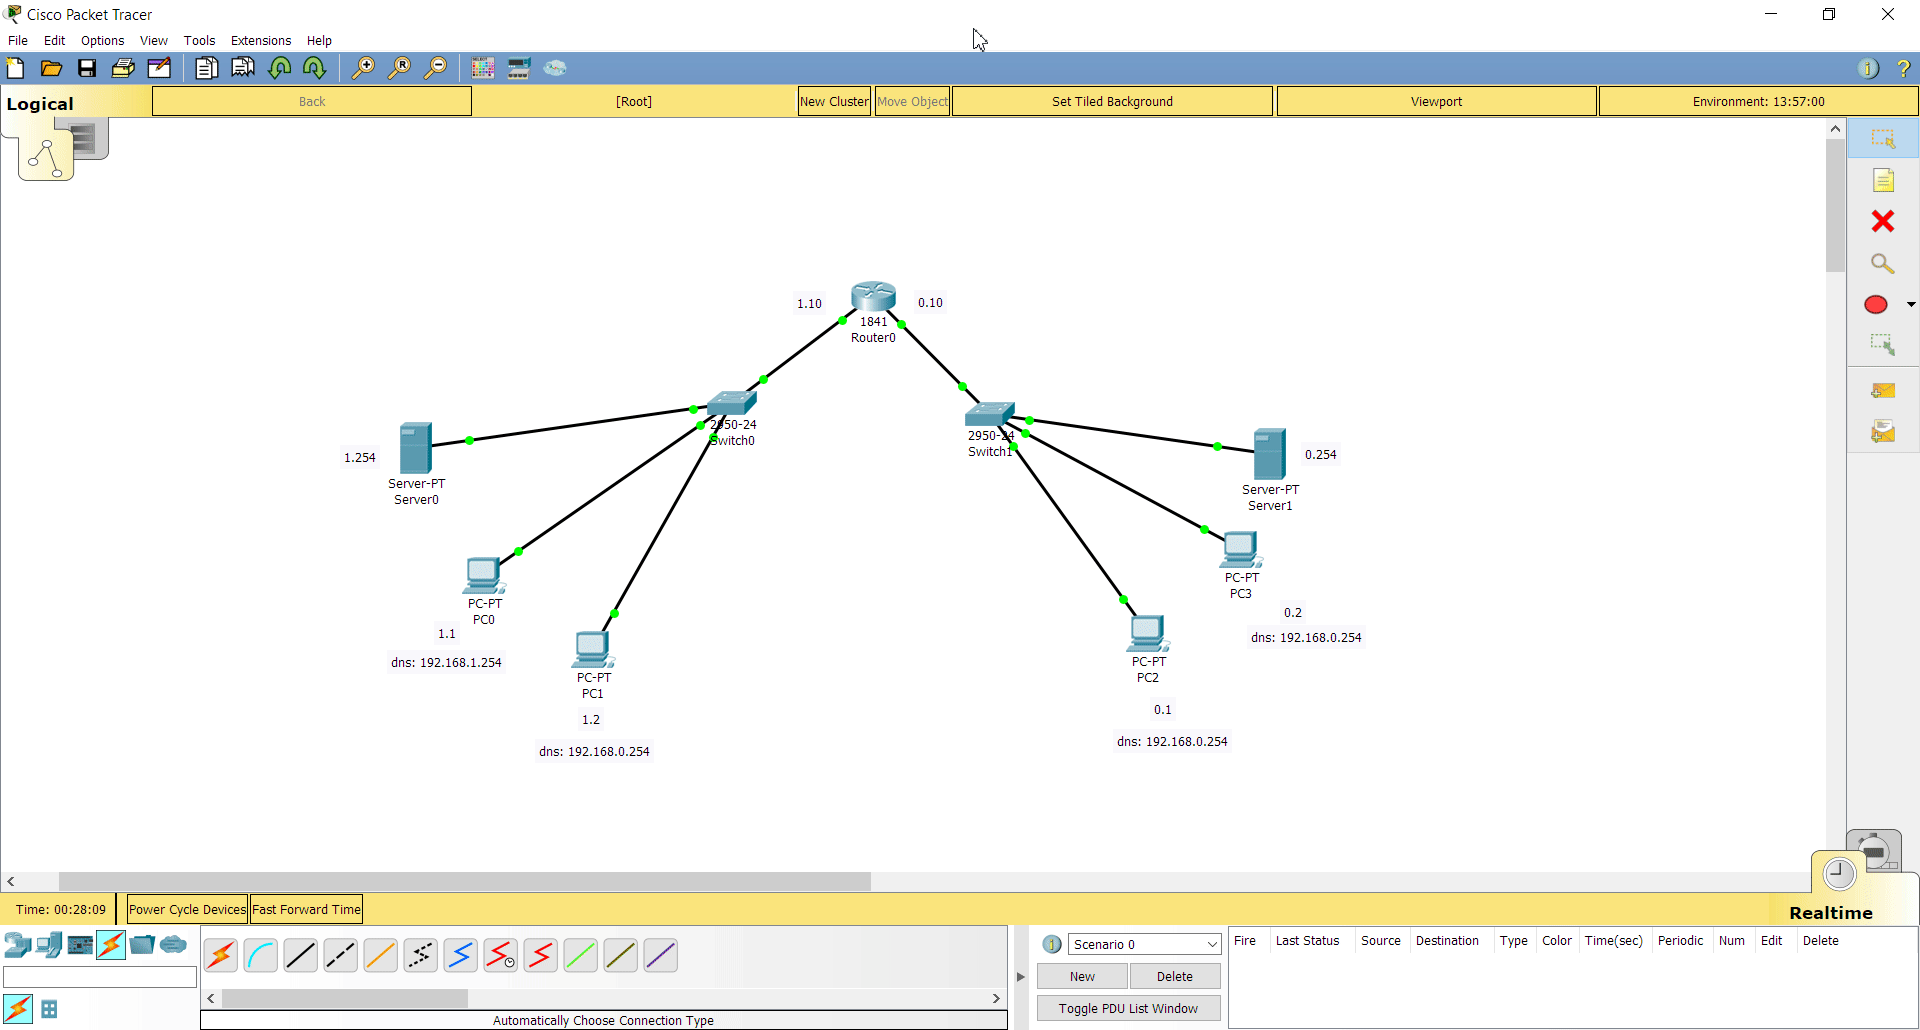 Cisco Packet Tracer
File Edit Options View Tools Extensions Help
Logical
Back
[Root]
New Cluster
Move Object
Set Tiled Background
Viewport
Environment: 13:57:00
1.10
0.10
1841
Router0
2950-24
Switch0
2950-24
Switch1
1.254
Server-PT
Server0
0.254
Server-PT
Server1
PC-PT
PC0
1.1
dns: 192.168.1.254
PC-PT
PC1
1.2
dns: 192.168.0.254
PC-PT
PC3
0.2
dns: 192.168.0.254
PC-PT
PC2
0.1
dns: 192.168.0.254
Time: 00:28:09
Power Cycle Devices
Fast Forward Time
Realtime
Scenario 0
New
Delete
Toggle PDU List Window
Fire Last Status Source Destination Type Color Time(sec) Periodic Num Edit Delete
Automatically Choose Connection Type